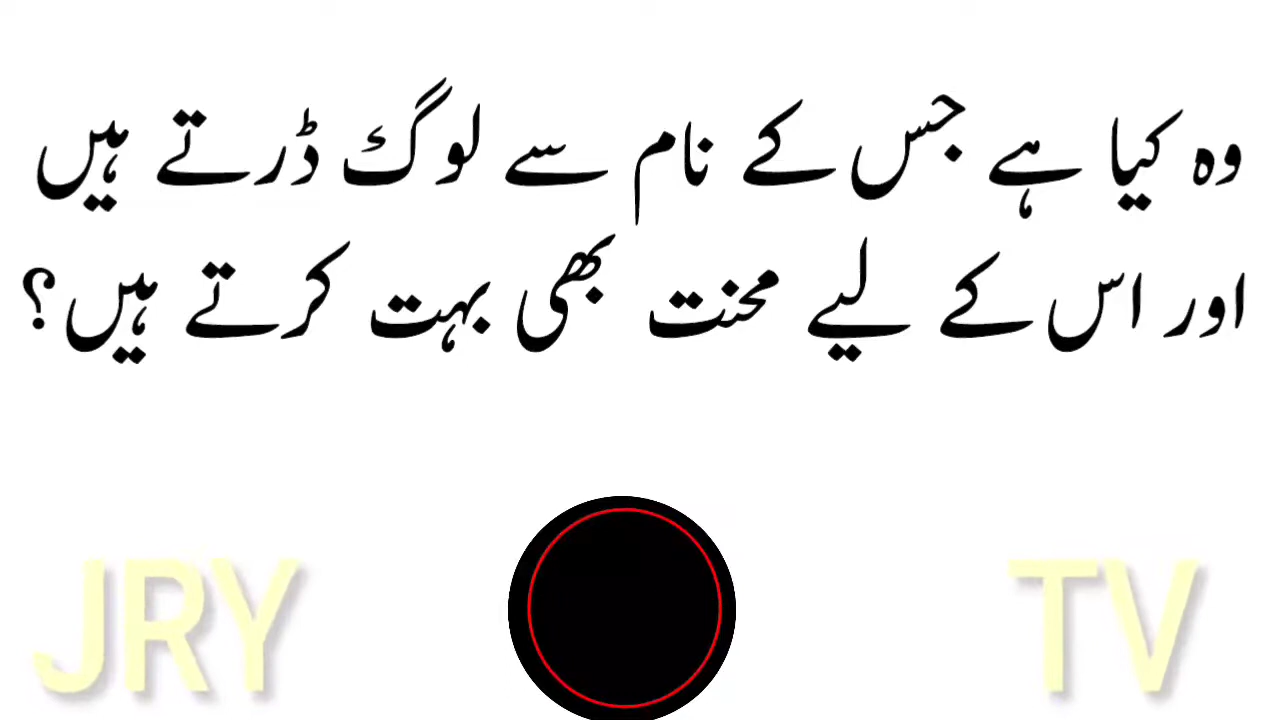 وہ کیا ہے جس کے نام سے لوگ ڈرتے ہیں
اور اس کے لیے محنت بھی بہت کرتے ہیں؟
JRY TV